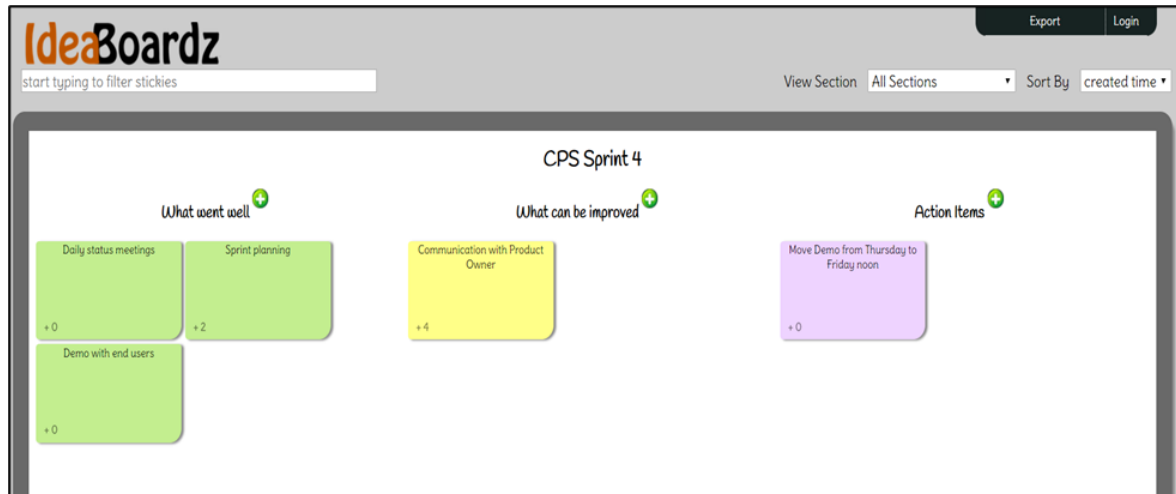 Export Login
IdeaBoardz
start typing to filter stickies
View Section All Sections Sort By created time
CPS Sprint 4
What went well
What can be improved
Action Items
Daily status meetings
+ 0
Sprint planning
+ 2
Demo with end users
+ 0
Communication with Product
Owner
+ 4
Move Demo from Thursday to
Friday noon
+ 0